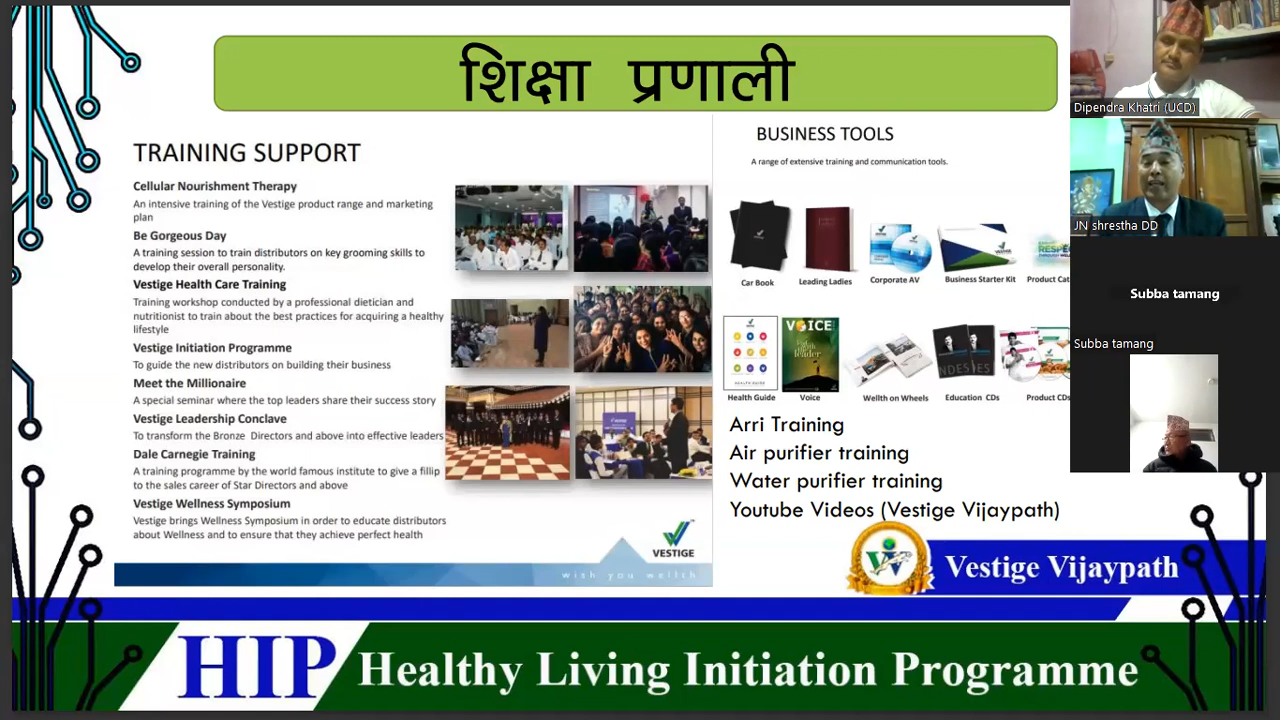 शिक्षा प्रणाली
TRAINING SUPPORT
Cellular Nourishment Therapy
An intensive training of the Vestige product range and marketing
plan
Be Gorgeous Day
A training session to train distributors on key grooming skills to
develop their overall personality.
Vestige Health Care Training
Training workshop conducted by a professional dietician and
nutritionist to train about the best practices for acquiring a healthy
lifestyle
Vestige Initiation Programme
To guide the new distributors on building their business
Meet the Millionaire
A special seminar where the top leaders share their success story
Vestige Leadership Conclave
To transform the Bronze Directors and above into effective leaders
Dale Carnegie Training
A training programme by the world famous institute to give a fillip
to the sales career of Star Directors and above
Vestige Wellness Symposium
Vestige brings Wellness Symposium in order to educate distributors
about Wellness and to ensure that they achieve perfect health
VESTIGE
wish you wellth
BUSINESS TOOLS
A range of extensive training and communication tools.
Car Book
Leading Ladies
Corporate AV
Business Starter Kit
Product Cat
VOICE
HEALTH GUIDE
Health Guide
Voice
Wellth on Wheels
Education CDs
Product CDs
Arri Training
Air purifier training
Water purifier training
Youtube Videos (Vestige Vijaypath)
Vestige Vijaypath
HIP Healthy Living Initiation Programme
Dipendra Khatri (UCD)
JN shrestha DD
Subba tamang
Subba tamang